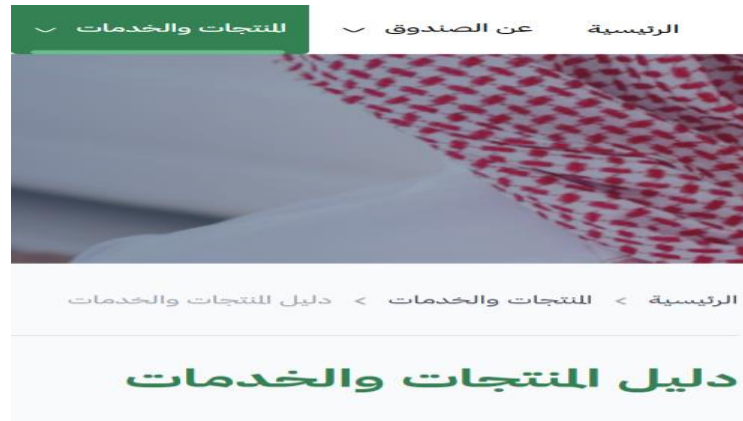 الرئيسية عن الصندوق المنتجات والخدمات
الرئيسية > المنتجات والخدمات > دليل المنتجات والخدمات
دليل المنتجات والخدمات